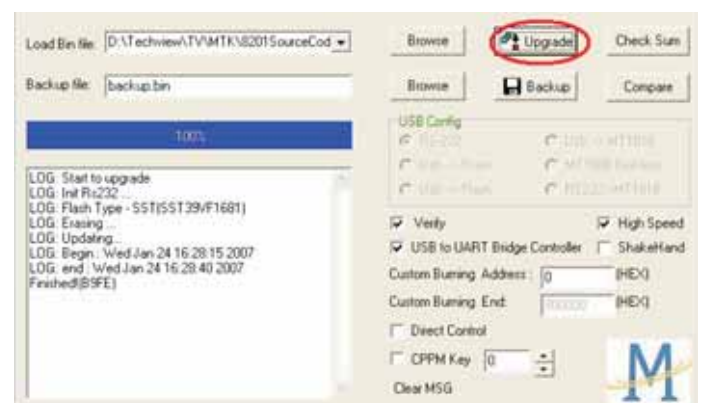 Load Bin file: D:\Techview\TV\MTK\8201SourceCod Browse Upgrade Check Sum
Backup file: backup.bin Browse Backup Compare
100%
USB Config
LOG: Start to upgrade
LOG: Init Rs232 ...
LOG: Flash Type - SST(SST39VF1681)
LOG: Erasing ...
LOG: Updating...
LOG: Begin : Wed Jan 24 16:28:15 2007
LOG: end : Wed Jan 24 16:28:40 2007
Finished!(B9FE)
Verify High Speed
USB to UART Bridge Controller ShakeHand
Custom Burning Address : 0 (HEX)
Custom Burning End: (HEX)
Direct Control
CPPM Key 0
Clear MSG
M